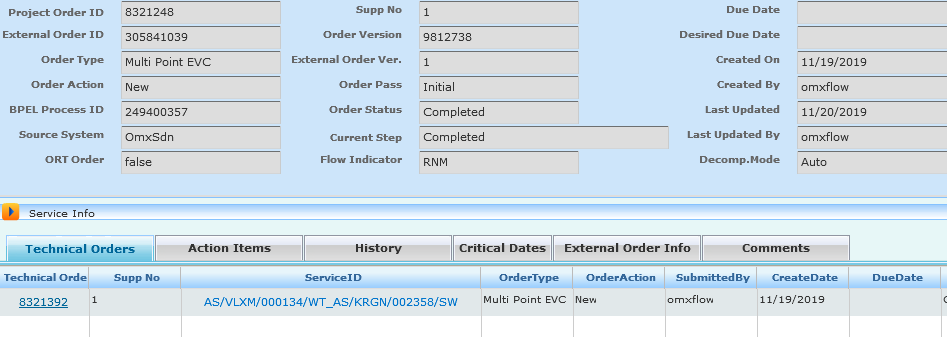 Project Order ID 8321248 Supp No 1 Due Date
External Order ID 305841039 Order Version 9812738 Desired Due Date
Order Type Multi Point EVC External Order Ver. 1 Created On 11/19/2019
Order Action New Order Pass Initial Created By omxflow
BPEL Process ID 249400357 Order Status Completed Last Updated 11/20/2019
Source System OmxSdn Current Step Completed Last Updated By omxflow
ORT Order false Flow Indicator RNM Decomp.Mode Auto
Service Info
Technical Orders Action Items History Critical Dates External Order Info Comments
Technical Orde Supp No ServiceID OrderType OrderAction SubmittedBy CreateDate DueDate
8321392 1 AS/VLXM/000134/WT_AS/KRGN/002358/SW Multi Point EVC New omxflow 11/19/2019